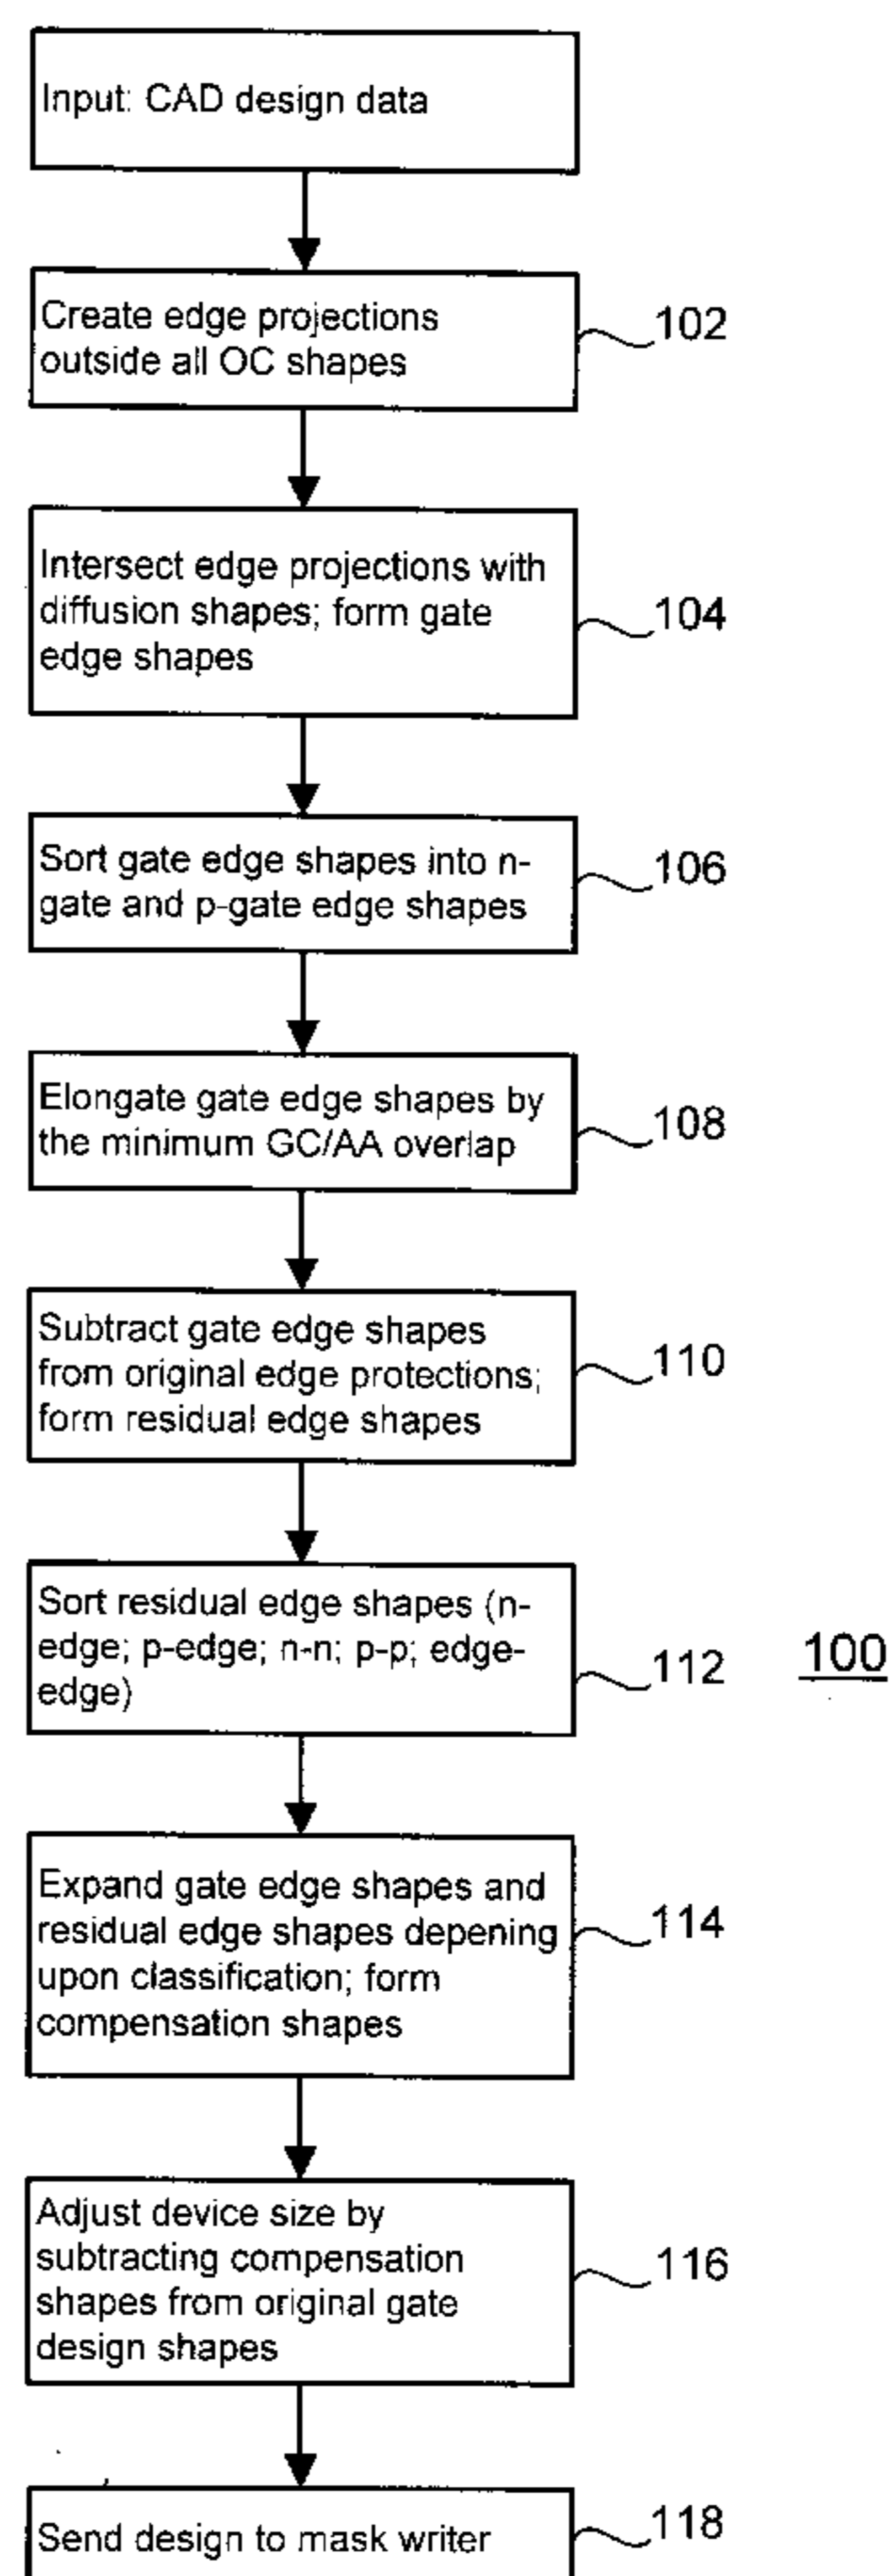 Input: CAD design data
Create edge projections
outside all OC shapes
102
Intersect edge projections with
diffusion shapes; form gate
edge shapes
104
Sort gate edge shapes into n-
gate and p-gate edge shapes
106
Elongate gate edge shapes by
the minimum GC/AA overlap
108
Subtract gate edge shapes
from original edge protections;
form residual edge shapes
110
Sort residual edge shapes (n-
edge; p-edge; n-n; p-p; edge-
edge)
112
100
Expand gate edge shapes and
residual edge shapes depening
upon classification; form
compensation shapes
114
Adjust device size by
subtracting compensation
shapes from original gate
design shapes
116
Send design to mask writer
118